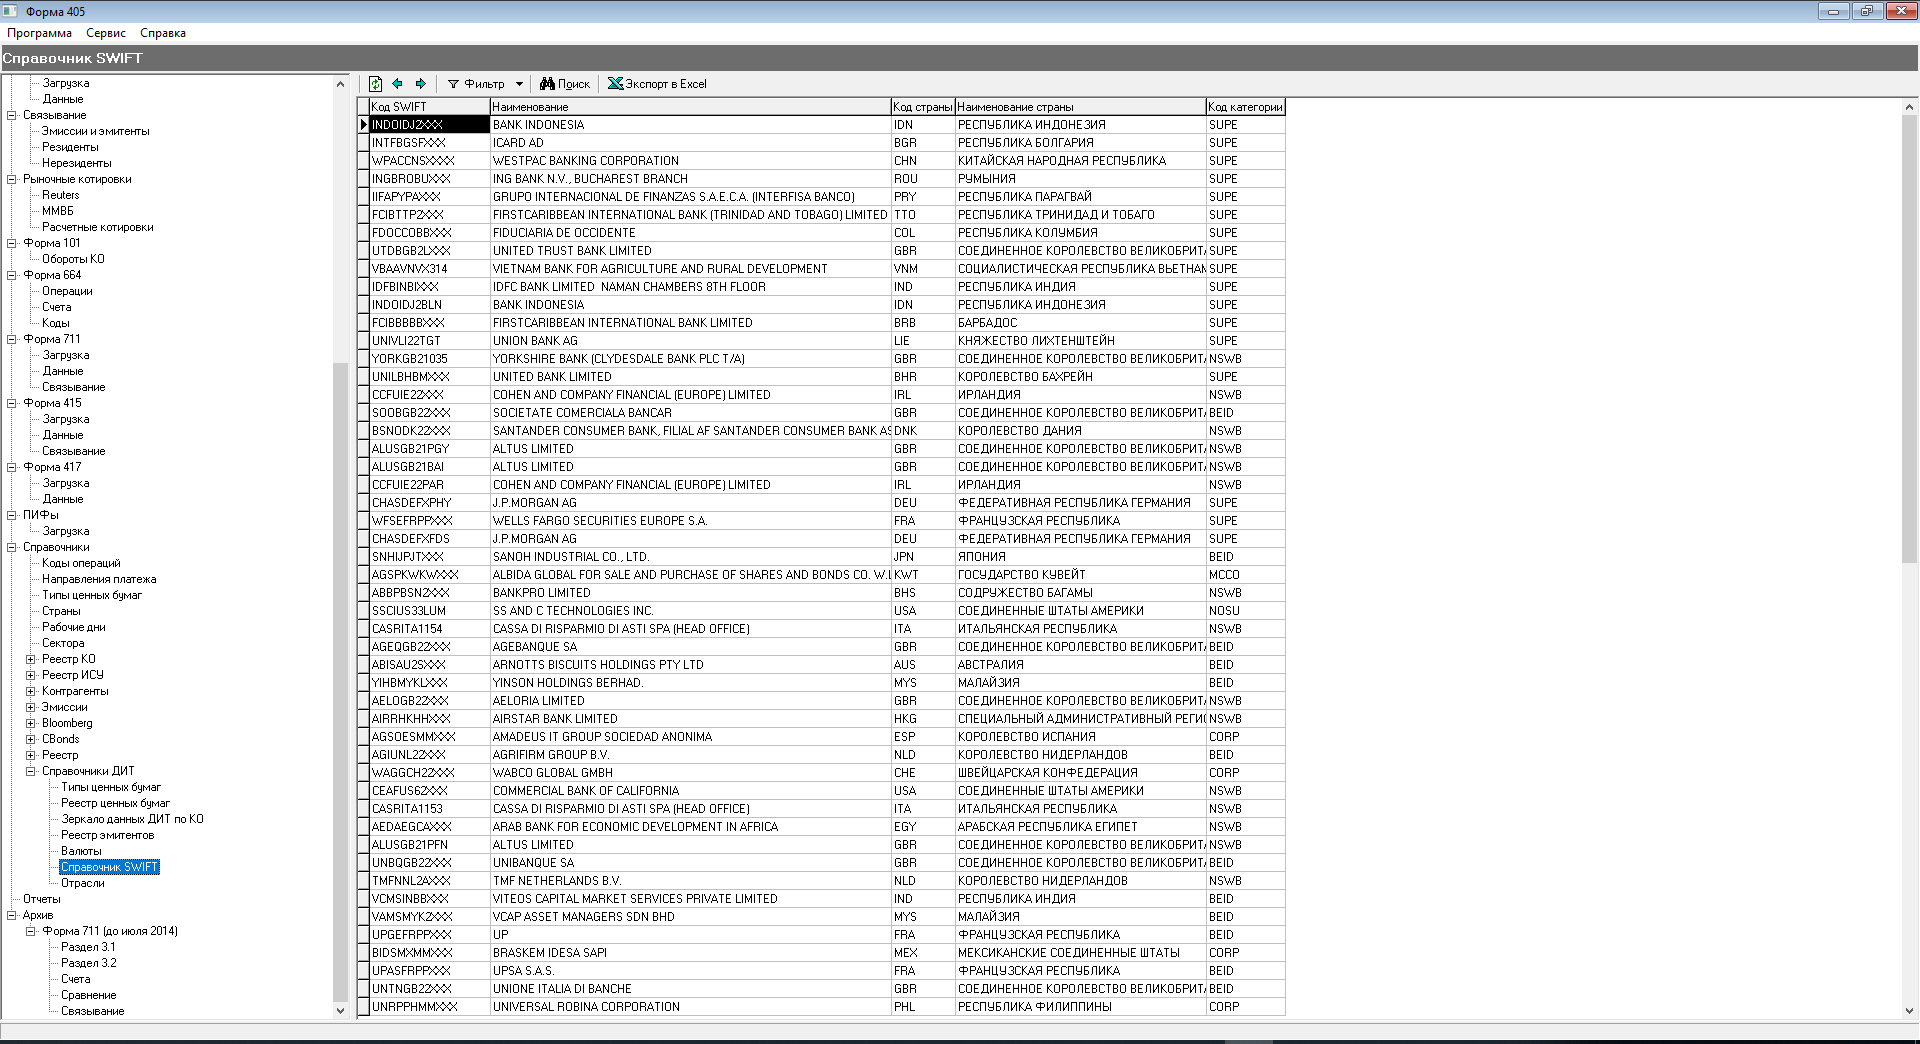 Форма 405
Программа Сервис Справка
Справочник SWIFT
Загрузка
Данные
Связывание
Эмиссии и эмитенты
Резиденты
Нерезиденты
Рыночные котировки
Reuters
ММВБ
Расчетные котировки
Форма 101
Обороты КО
Форма 664
Операции
Счета
Коды
Форма 711
Загрузка
Данные
Связывание
Форма 415
Загрузка
Данные
Связывание
Форма 417
Загрузка
Данные
ПИФы
Загрузка
Справочники
Коды операций
Направления платежа
Типы ценных бумаг
Страны
Рабочие дни
Сектора
Реестр КО
Реестр ИСУ
Контрагенты
Эмиссии
Bloomberg
CBonds
Реестр
Справочники ДИТ
Типы ценных бумаг
Реестр ценных бумаг
Зеркало данных ДИТ по КО
Реестр эмитентов
Валюты
Справочник SWIFT
Отрасли
Отчеты
Архив
Форма 711 (до июля 2014)
Раздел 3.1
Раздел 3.2
Счета
Сравнение
Связывание
Фильтр Поиск Экспорт в Excel
Код SWIFT Наименование Код страны Наименование страны Код категории
INDOIDJ2XXX BANK INDONESIA IDN РЕСПУБЛИКА ИНДОНЕЗИЯ SUPE
INTFBGSFXXX ICARD AD BGR РЕСПУБЛИКА БОЛГАРИЯ SUPE
WPACCNSXXXX WESTPAC BANKING CORPORATION CHN КИТАЙСКАЯ НАРОДНАЯ РЕСПУБЛИКА SUPE
INGBROBUXXX ING BANK N.V., BUCHAREST BRANCH ROU РУМЫНИЯ SUPE
IIFAPYPAXXX GRUPO INTERNACIONAL DE FINANZAS S.A.E.C.A. (INTERFISA BANCO) PRY РЕСПУБЛИКА ПАРАГВАЙ SUPE
FCIBTTP2XXX FIRSTCARIBBEAN INTERNATIONAL BANK (TRINIDAD AND TOBAGO) LIMITED TTO РЕСПУБЛИКА ТРИНИДАД И ТОБАГО SUPE
FDOCCOBBXXX FIDUCIARIA DE OCCIDENTE COL РЕСПУБЛИКА КОЛУМБИЯ SUPE
UTDBGB2LXXX UNITED TRUST BANK LIMITED GBR СОЕДИНЕННОЕ КОРОЛЕВСТВО ВЕЛИКОБРИТА SUPE
VBAAVNVX314 VIETNAM BANK FOR AGRICULTURE AND RURAL DEVELOPMENT VNM СОЦИАЛИСТИЧЕСКАЯ РЕСПУБЛИКА ВЬЕТНАМ SUPE
IDFBINBIXXX IDFC BANK LIMITED NAMAN CHAMBERS 8TH FLOOR IND РЕСПУБЛИКА ИНДИЯ SUPE
INDOIDJ2BLN BANK INDONESIA IDN РЕСПУБЛИКА ИНДОНЕЗИЯ SUPE
FCIBBBBBXXX FIRSTCARIBBEAN INTERNATIONAL BANK LIMITED BRB БАРБАДОС SUPE
UNIVLI22TGT UNION BANK AG LIE КНЯЖЕСТВО ЛИХТЕНШТЕЙН SUPE
YORKGB21035 YORKSHIRE BANK (CLYDESDALE BANK PLC T/A) GBR СОЕДИНЕННОЕ КОРОЛЕВСТВО ВЕЛИКОБРИТА NSWB
UNILBHBMXXX UNITED BANK LIMITED BHR КОРОЛЕВСТВО БАХРЕЙН SUPE
CCFUIE22XXX COHEN AND COMPANY FINANCIAL (EUROPE) LIMITED IRL ИРЛАНДИЯ NSWB
SOOBGB22XXX SOCIETATE COMERCIALA BANCAR GBR СОЕДИНЕННОЕ КОРОЛЕВСТВО ВЕЛИКОБРИТА BEID
BSNODK22XXX SANTANDER CONSUMER BANK, FILIAL AF SANTANDER CONSUMER BANK AS DNK КОРОЛЕВСТВО ДАНИЯ NSWB
ALUSGB21PGY ALTUS LIMITED GBR СОЕДИНЕННОЕ КОРОЛЕВСТВО ВЕЛИКОБРИТА NSWB
ALUSGB21BAI ALTUS LIMITED GBR СОЕДИНЕННОЕ КОРОЛЕВСТВО ВЕЛИКОБРИТА NSWB
CCFUIE22PAR COHEN AND COMPANY FINANCIAL (EUROPE) LIMITED IRL ИРЛАНДИЯ NSWB
CHASDEFXPHY J.P.MORGAN AG DEU ФЕДЕРАТИВНАЯ РЕСПУБЛИКА ГЕРМАНИЯ SUPE
WFSEFRPPXXX WELLS FARGO SECURITIES EUROPE S.A. FRA ФРАНЦУЗСКАЯ РЕСПУБЛИКА SUPE
CHASDEFXFDS J.P.MORGAN AG DEU ФЕДЕРАТИВНАЯ РЕСПУБЛИКА ГЕРМАНИЯ SUPE
SNHIJPJTXXX SANOH INDUSTRIAL CO., LTD. JPN ЯПОНИЯ BEID
AGSPKWKWXXX ALBIDA GLOBAL FOR SALE AND PURCHASE OF SHARES AND BONDS CO. W.L KWT ГОСУДАРСТВО КУВЕЙТ MCCO
ABBPBSN2XXX BANKPRO LIMITED BHS СОДРУЖЕСТВО БАГАМЫ NSWB
SSCIUS33LUM SS AND C TECHNOLOGIES INC. USA СОЕДИНЕННЫЕ ШТАТЫ АМЕРИКИ NOSU
CASRITA1154 CASSA DI RISPARMIO DI ASTI SPA (HEAD OFFICE) ITA ИТАЛЬЯНСКАЯ РЕСПУБЛИКА NSWB
AGEQGB22XXX AGEBANQUE SA GBR СОЕДИНЕННОЕ КОРОЛЕВСТВО ВЕЛИКОБРИТА BEID
ABISAU2SXXX ARNOTTS BISCUITS HOLDINGS PTY LTD AUS АВСТРАЛИЯ BEID
YIHBMYKLXXX YINSON HOLDINGS BERHAD. MYS МАЛАЙЗИЯ BEID
AELOGB22XXX AELORIA LIMITED GBR СОЕДИНЕННОЕ КОРОЛЕВСТВО ВЕЛИКОБРИТА NSWB
AIRRHKHHXXX AIRSTAR BANK LIMITED HKG СПЕЦИАЛЬНЫЙ АДМИНИСТРАТИВНЫЙ РЕГИО NSWB
AGSOESMMXXX AMADEUS IT GROUP SOCIEDAD ANONIMA ESP КОРОЛЕВСТВО ИСПАНИЯ CORP
AGIUNL22XXX AGRIFIRM GROUP B.V. NLD КОРОЛЕВСТВО НИДЕРЛАНДОВ BEID
WAGGCH22XXX WABCO GLOBAL GMBH CHE ШВЕЙЦАРСКАЯ КОНФЕДЕРАЦИЯ CORP
CEAFUS62XXX COMMERCIAL BANK OF CALIFORNIA USA СОЕДИНЕННЫЕ ШТАТЫ АМЕРИКИ NSWB
CASRITA1153 CASSA DI RISPARMIO DI ASTI SPA (HEAD OFFICE) ITA ИТАЛЬЯНСКАЯ РЕСПУБЛИКА NSWB
AEDAEGCAXXX ARAB BANK FOR ECONOMIC DEVELOPMENT IN AFRICA EGY АРАБСКАЯ РЕСПУБЛИКА ЕГИПЕТ NSWB
ALUSGB21PFN ALTUS LIMITED GBR СОЕДИНЕННОЕ КОРОЛЕВСТВО ВЕЛИКОБРИТА NSWB
UNBQGB22XXX UNIBANQUE SA GBR СОЕДИНЕННОЕ КОРОЛЕВСТВО ВЕЛИКОБРИТА BEID
TMFNNL2AXXX TMF NETHERLANDS B.V. NLD КОРОЛЕВСТВО НИДЕРЛАНДОВ NSWB
VCMSINBBXXX VITEOS CAPITAL MARKET SERVICES PRIVATE LIMITED IND РЕСПУБЛИКА ИНДИЯ BEID
VAMSMYK2XXX VCAP ASSET MANAGERS SDN BHD MYS МАЛАЙЗИЯ BEID
UPGEFRPPXXX UP FRA ФРАНЦУЗСКАЯ РЕСПУБЛИКА BEID
BIDSMXMMXXX BRASKEM IDESA SAPI MEX МЕКСИКАНСКИЕ СОЕДИНЕННЫЕ ШТАТЫ CORP
UPASFRPPXXX UPSA S.A.S. FRA ФРАНЦУЗСКАЯ РЕСПУБЛИКА BEID
UNTNGB22XXX UNIONE ITALIA DI BANCHE GBR СОЕДИНЕННОЕ КОРОЛЕВСТВО ВЕЛИКОБРИТА BEID
UNRPPHMMXXX UNIVERSAL ROBINA CORPORATION PHL РЕСПУБЛИКА ФИЛИППИНЫ CORP